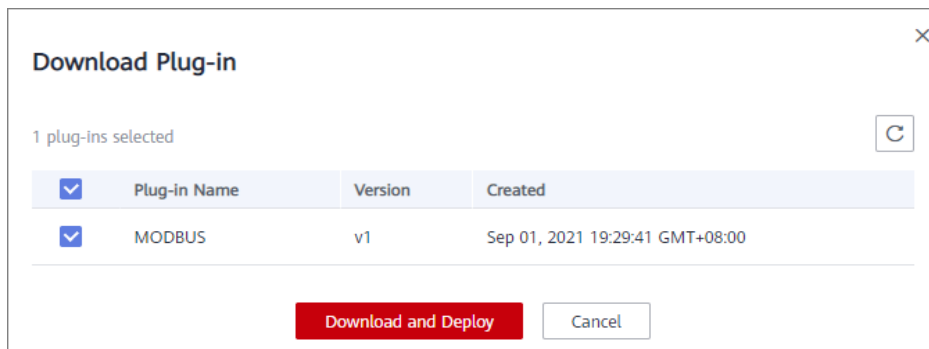 Download Plug-in
1 plug-ins selected
Plug-in Name Version Created
MODBUS v1 Sep 01, 2021 19:29:41 GMT+08:00
Download and Deploy Cancel